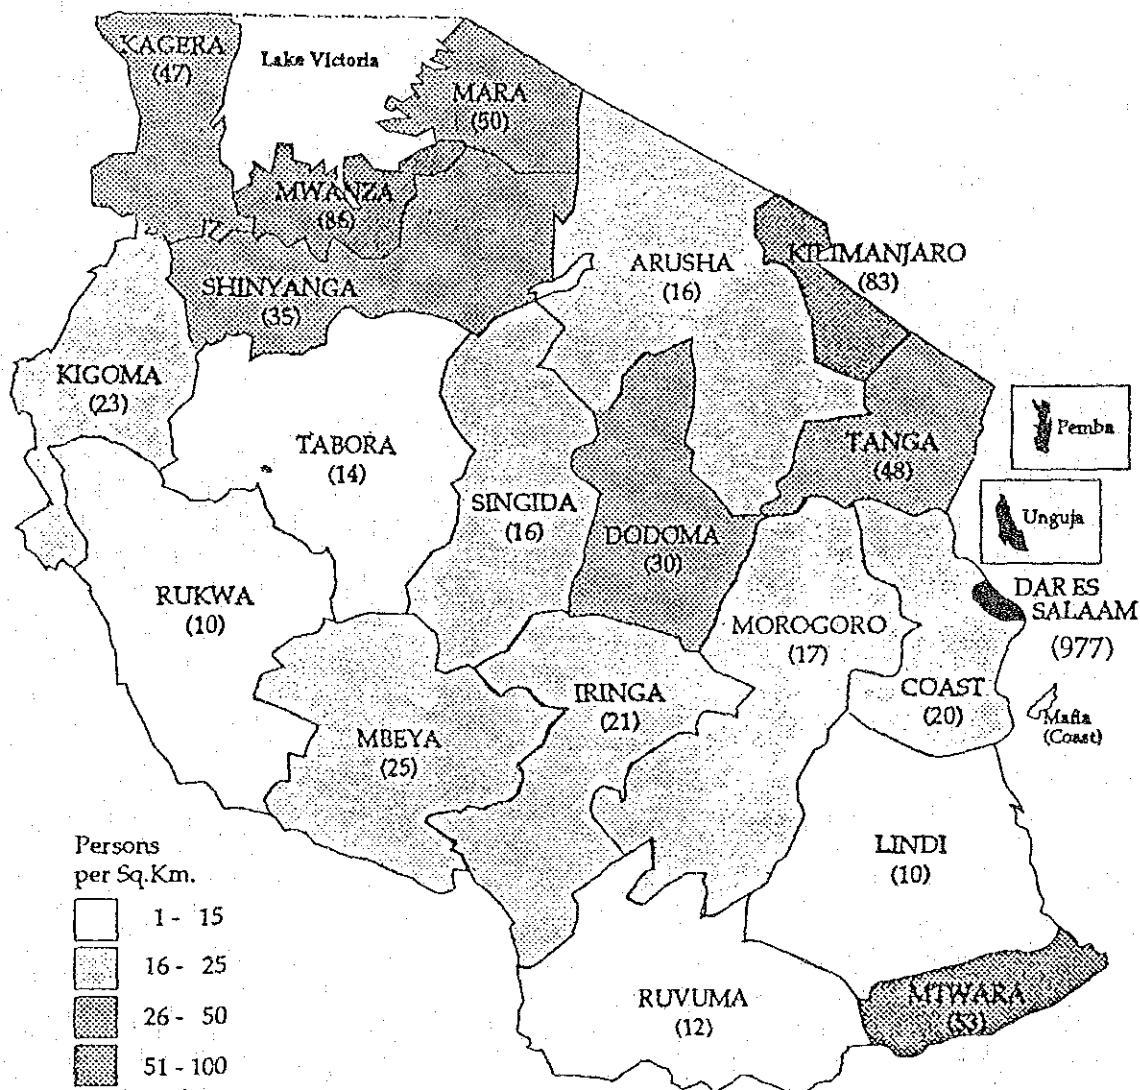 KAGERA
(47)
Lake Victoria
MARA
(50)
MWANZA
(86)
SHINYANGA
(35)
ARUSHA
(16)
KILIMANJARO
(83)
KIGOMA
(23)
TABORA
(14)
SINGIDA
(16)
DODOMA
(30)
TANGA
(48)
Pemba
Unguja
RUKWA
(10)
MOROGORO
(17)
DAR ES
SALAAM
(977)
COAST
(20)
Mafia
(Coast)
IRINGA
(21)
MBEYA
(25)
LINDI
(10)
RUVUMA
(12)
MTWARA
(53)
Persons
per Sq.Km.
1 - 15
16 - 25
26 - 50
51 - 100